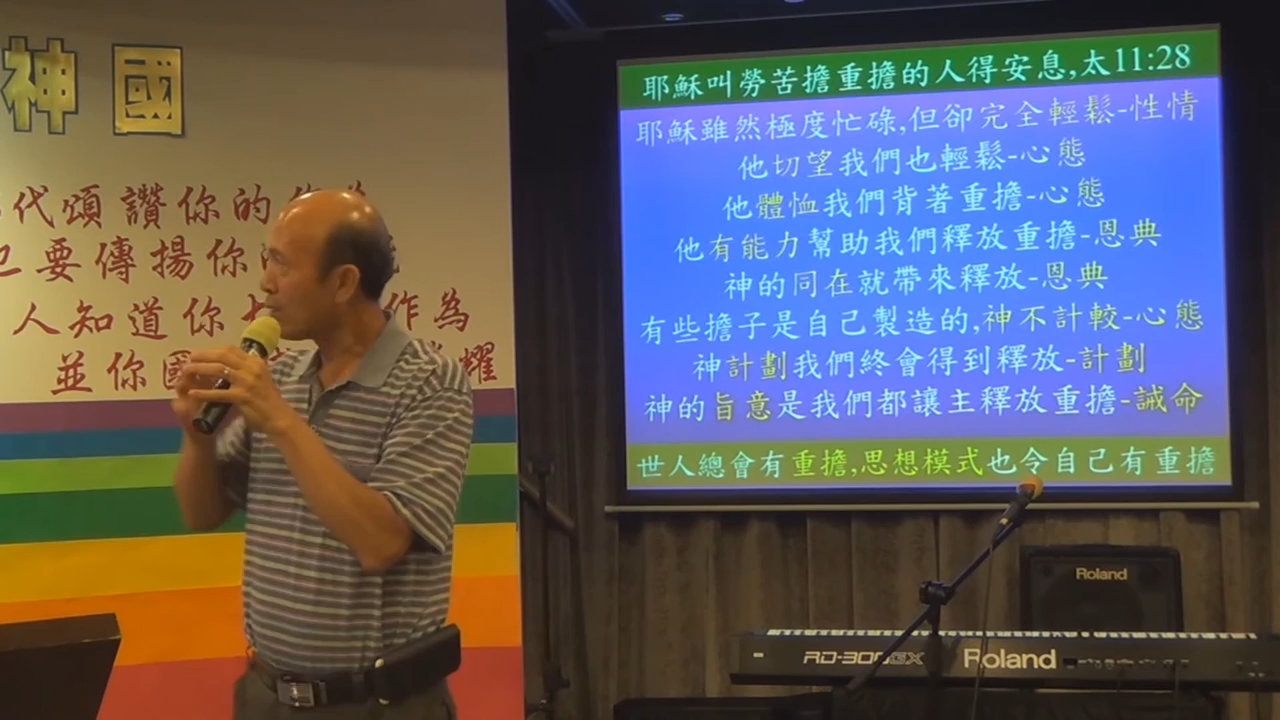 神國
代頌讚你的
要傳揚你
人知道你 作為
並你國 耀
耶穌叫勞苦擔重擔的人得安息,太11:28
耶穌雖然極度忙碌,但卻完全輕鬆-性情
他切望我們也輕鬆-心態
他體恤我們背著重擔-心態
他有能力幫助我們釋放重擔-恩典
神的同在就帶來釋放-恩典
有些擔子是自己製造的,神不計較-心態
神計劃我們終會得到釋放-計劃
神的旨意是我們都讓主釋放重擔-誡命
世人總會有重擔,思想模式也令自己有重擔
Roland
RD-300GX Roland